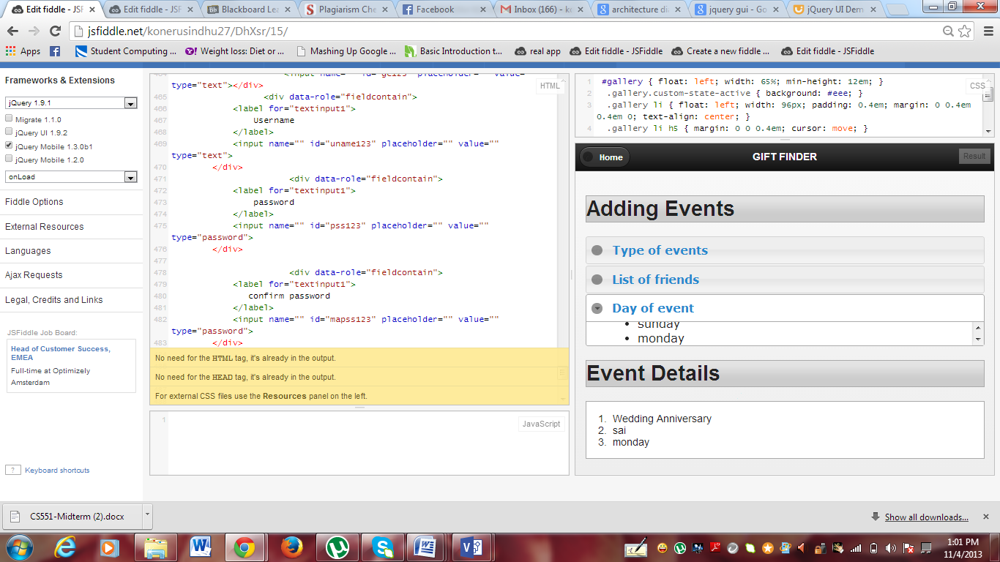 Edit fiddle - JSF
Edit fiddle - JSF
Blackboard Lea
Plagiarism Che
Facebook
Inbox (166) - ke
architecture dia
jquery gui - Go
jQuery UI Dem
jsfiddle.net/konerusindhu27/DhXsr/15/
Apps
Student Computing ...
Weight loss: Diet or ...
Mashing Up Google ...
Basic Introduction t...
real app
Edit fiddle - JSFiddle
Create a new fiddle ...
Edit fiddle - JSFiddle
Frameworks & Extensions
jQuery 1.9.1
Migrate 1.1.0
jQuery UI 1.9.2
jQuery Mobile 1.3.0b1
jQuery Mobile 1.2.0
onLoad
Fiddle Options
External Resources
Languages
Ajax Requests
Legal, Credits and Links
JSFiddle Job Board:
Head of Customer Success,
EMEA
Full-time at Optimizely
Amsterdam
? Keyboard shortcuts
HTML
type="text"></div>
465 <div data-role="fieldcontain">
466 <label for="textinput1">
467 Username
468 </label>
469 <input name="" id="uname123" placeholder="" value=""
type="text">
470 </div>
471 <div data-role="fieldcontain">
472 <label for="textinput1">
473 password
474 </label>
475 <input name="" id="pss123" placeholder="" value=""
type="password">
476 </div>
477
478 <div data-role="fieldcontain">
479 <label for="textinput1">
480 confirm password
481 </label>
482 <input name="" id="mapss123" placeholder="" value=""
type="password">
483 </div>
No need for the HTML tag, it's already in the output.
No need for the HEAD tag, it's already in the output.
For external CSS files use the Resources panel on the left.
1
JavaScript
CSS
1 #gallery { float: left; width: 65%; min-height: 12em; }
2 .gallery.custom-state-active { background: #eee; }
3 .gallery li { float: left; width: 96px; padding: 0.4em; margin: 0 0.4em
0.4em 0; text-align: center; }
4 .gallery li h5 { margin: 0 0 0.4em; cursor: move; }
Home
GIFT FINDER
Result
Adding Events
Type of events
List of friends
Day of event
sunday
monday
Event Details
1. Wedding Anniversary
2. sai
3. monday
CS551-Midterm (2).docx
Show all downloads...
1:01 PM
11/4/2013